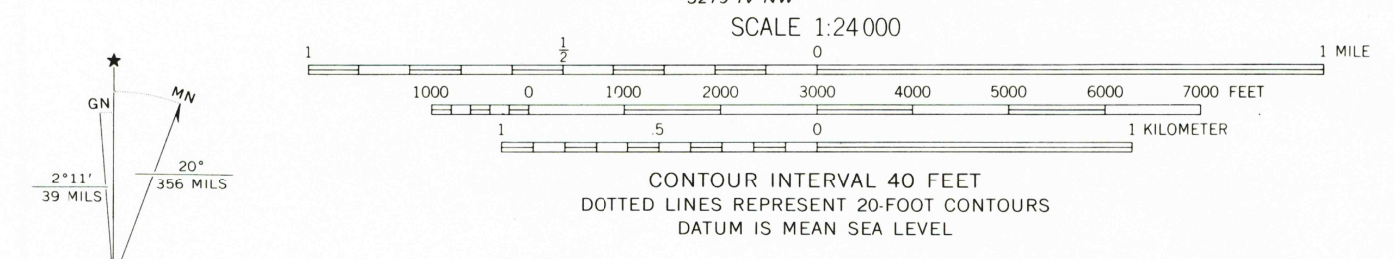 SCALE 1:24 000
1 1/2 0 1 MILE
1000 0 1000 2000 3000 4000 5000 6000 7000 FEET
1 .5 0 1 KILOMETER
CONTOUR INTERVAL 40 FEET
DOTTED LINES REPRESENT 20-FOOT CONTOURS
DATUM IS MEAN SEA LEVEL
GN
MN
2°11′
39 MILS
20°
356 MILS